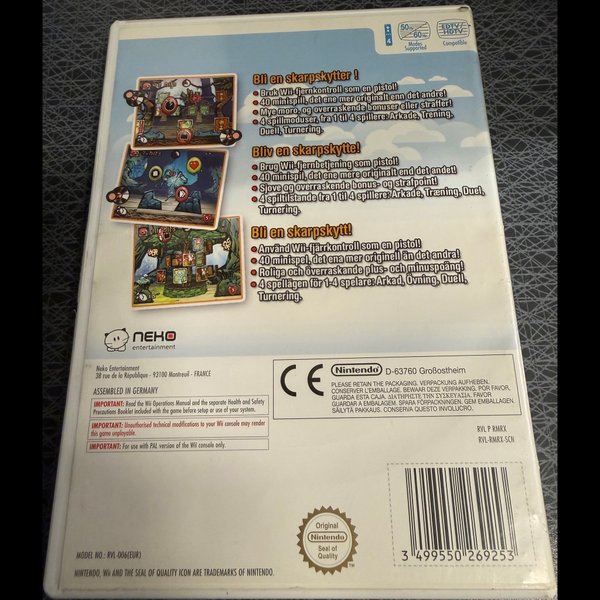 1
4
50Hz
60Hz
Modes
Supported
EDTV
HDTV
Compatible
Bli en skarpskytter !
Bruk Wii-fjernkontroll som en pistol!
40 minispill, det ene mer originalt enn det andre!
Mye moro, og overraskende bonuser eller straffer!
4 spillmoduser, fra 1 til 4 spillere: Arkade, Trening,
Duell, Turnering.
Bliv en skarpskytte!
Brug Wii-fjernbetjening som pistol!
40 minispil, det ene mere originalt end det andet!
Sjove og overraskende bonus- og strafpoint!
4 spiltilstande fra 1 til 4 spillere: Arkade, Træning, Duel,
Turnering.
Bli en skarpskytt!
Använd Wii-fjärrkontroll som en pistol!
40 minispel, det ena mer originalt än det andra!
Roliga och överraskande plus- och minuspoäng!
4 spellägen för 1-4 spelare: Arkad, Övning, Duell,
Turnering.
neko
entertainment
Neko Entertainment
38 rue de la République - 93100 Montreuil - FRANCE
ASSEMBLED IN GERMANY
IMPORTANT: Read the Wii Operations Manual and the separate Health and Safety
Precautions Booklet included with the game before setup or use of your system.
IMPORTANT: Unauthorised technical modifications to your Wii console may render
this game unplayable.
IMPORTANT: For use with PAL version of the Wii console only.
CE
Nintendo D-63760 Großostheim
PLEASE RETAIN THE PACKAGING. VERPACKUNG AUFHEBEN.
CONSERVER L'EMBALLAGE. BEWAAR DEZE VERPAKKING. POR FAVOR,
GUARDA ESTA CAJA. ΔΙΑΤΗΡΗΣΤΕ ΤΗΝ ΣΥΣΚΕΥΑΣΙΑ. FAVOR
GUARDAR A EMBALAGEM. SPARA FÖRPACKNINGEN. GEM EMBALLAGEN.
SÄILYTÄ PAKKAUS. CONSERVA QUESTO INVOLUCRO.
RVL P RMRX
RVL-RMRX-SCN
Original
Nintendo
Seal of
Quality
3 499550 269253
MODEL NO.: RVL-006(EUR)
NINTENDO, Wii AND THE SEAL OF QUALITY ICON ARE TRADEMARKS OF NINTENDO.